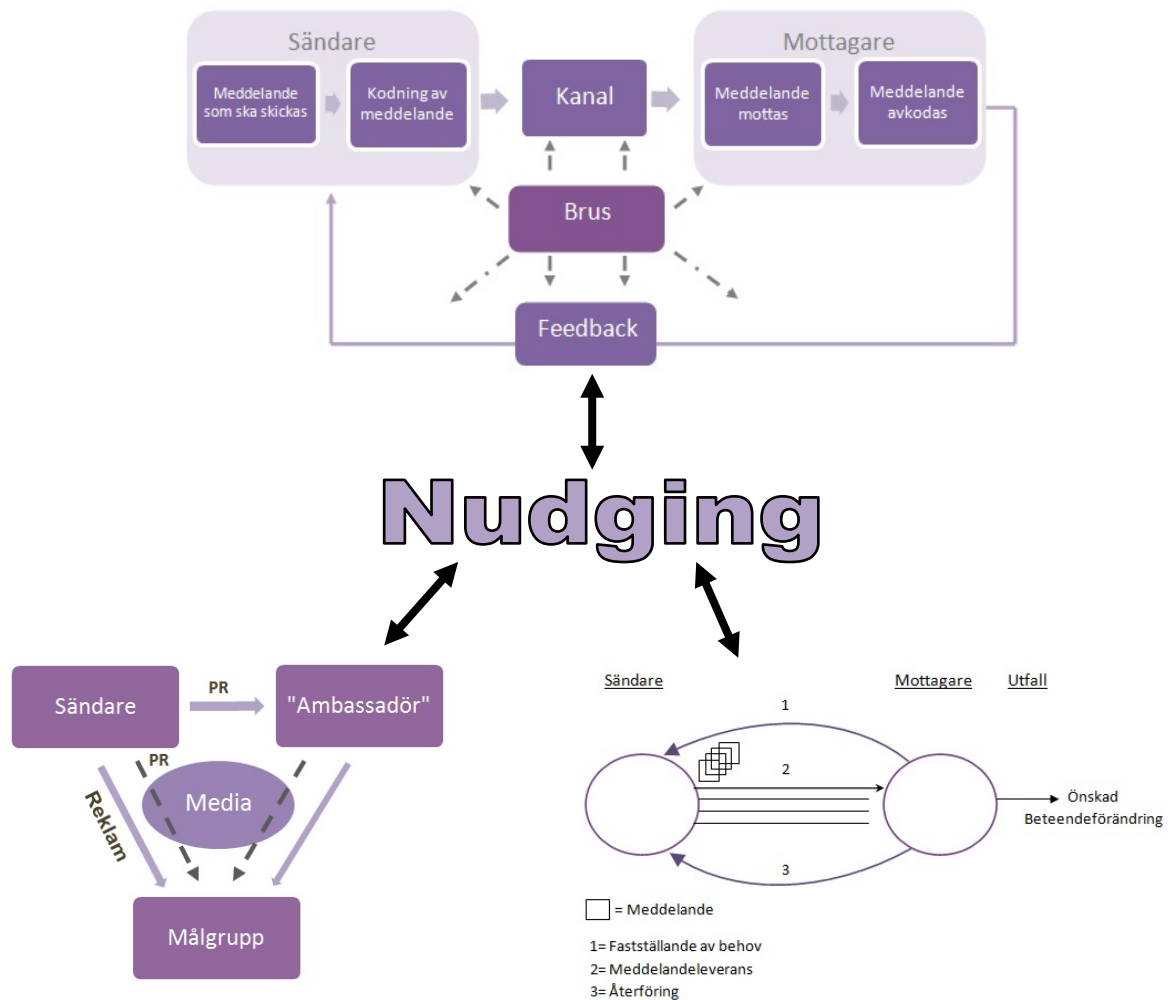 Sändare
Meddelande
som ska skickas
Kodning av
meddelande
Kanal
Mottagare
Meddelande
mottas
Meddelande
avkodas
Brus
Feedback
Nudging
Sändare
PR
"Ambassadör"
PR
Reklam
Media
Målgrupp
Sändare
Mottagare
Utfall
1
2
3
Önskad
Beteendeförändring
= Meddelande
1= Fastställande av behov
2= Meddelandeleverans
3= Återföring